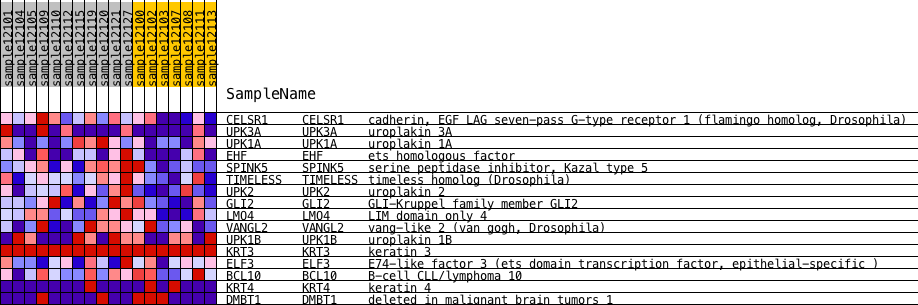 sample12101
sample12104
sample12105
sample12109
sample12110
sample12112
sample12115
sample12119
sample12120
sample12121
sample12127
sample12100
sample12102
sample12103
sample12107
sample12108
sample12111
sample12113
SampleName
CELSR1 CELSR1 cadherin, EGF LAG seven-pass G-type receptor 1 (flamingo homolog, Drosophila)
UPK3A UPK3A uroplakin 3A
UPK1A UPK1A uroplakin 1A
EHF EHF ets homologous factor
SPINK5 SPINK5 serine peptidase inhibitor, Kazal type 5
TIMELESS TIMELESS timeless homolog (Drosophila)
UPK2 UPK2 uroplakin 2
GLI2 GLI2 GLI-Kruppel family member GLI2
LMO4 LMO4 LIM domain only 4
VANGL2 VANGL2 vang-like 2 (van gogh, Drosophila)
UPK1B UPK1B uroplakin 1B
KRT3 KRT3 keratin 3
ELF3 ELF3 E74-like factor 3 (ets domain transcription factor, epithelial-specific )
BCL10 BCL10 B-cell CLL/lymphoma 10
KRT4 KRT4 keratin 4
DMBT1 DMBT1 deleted in malignant brain tumors 1